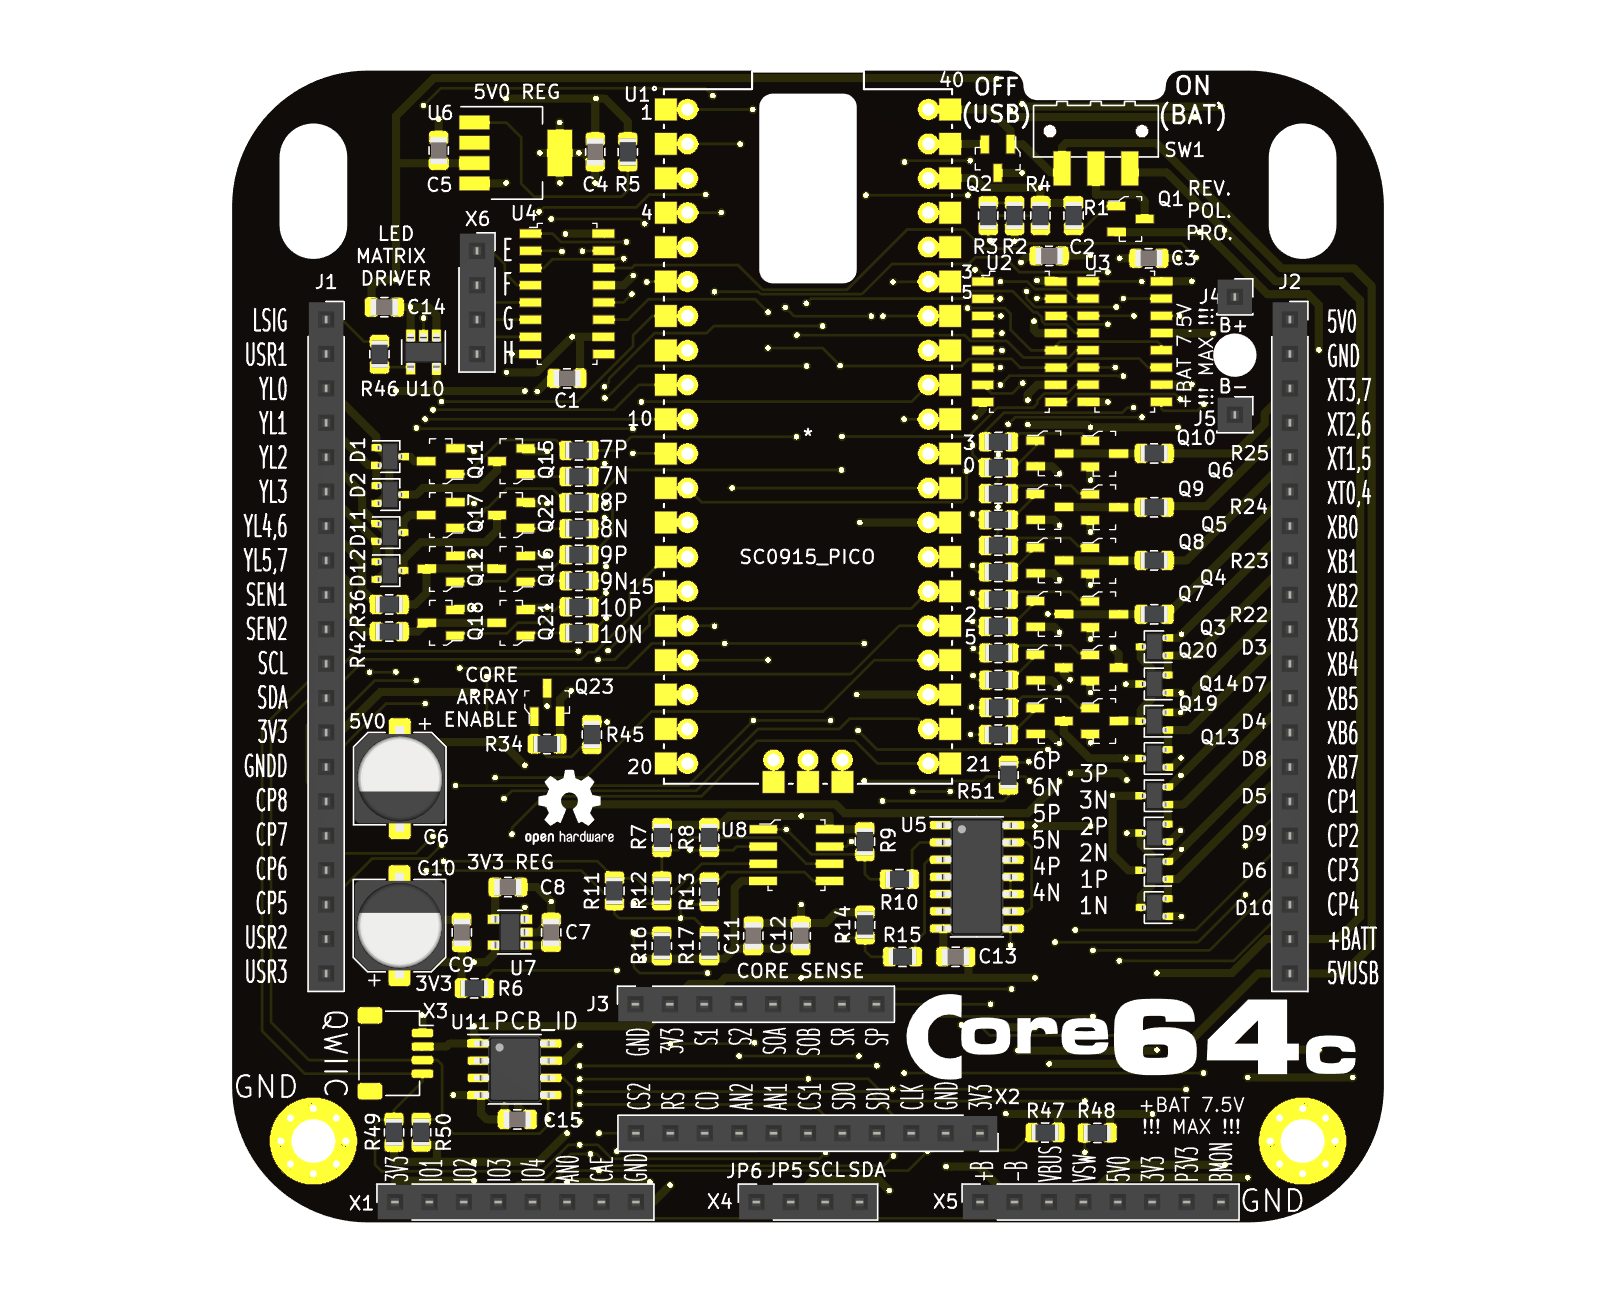 5V0 REG
U6
C5
C4
R5
U1
1
4
10
15
20
40
3
5
3
0
2
5
21
OFF
(USB)
ON
(BAT)
SW1
Q2
R4
R1
Q1
REV.
POL.
PRO.
R3
R2
C2
C3
U2
U3
X6
U4
E
F
G
H
LED
MATRIX
DRIVER
C14
R46
U10
C1
J1
LSIG
USR1
YL0
YL1
YL2
YL3
YL4,6
YL5,7
SEN1
SEN2
SCL
SDA
3V3
GNDD
CP8
CP7
CP6
CP5
USR2
USR3
J2
5V0
GND
XT3,7
XT2,6
XT1,5
XT0,4
XB0
XB1
XB2
XB3
XB4
XB5
XB6
XB7
CP1
CP2
CP3
CP4
+BATT
5VUSB
J4
B+
B-
J5
+BAT 7.5V
!!! MAX !!!
D1
D2
D11
D12
R36
R42
Q11
Q17
Q12
Q18
Q15
Q22
Q16
Q21
7P
7N
8P
8N
9P
9N
10P
10N
SC0915_PICO
*
Q10
R25
Q6
Q9
R24
Q5
Q8
R23
Q4
Q7
R22
Q3
D3
Q20
Q14
D7
Q19
D4
Q13
D8
D5
D9
D6
D10
CORE
ARRAY
ENABLE
Q23
R34
R45
5V0
+
C6
C10
+
3V3
open hardware
3V3 REG
C8
C7
C9
U7
R6
R7
R8
U8
R9
R11
R12
R13
R10
R14
R15
R16
R17
C11
C12
CORE SENSE
U5
C13
R51
6P
6N
5P
5N
4P
4N
3P
3N
2P
2N
1P
1N
J3
GND
3V3
S1
S2
SOA
SOB
SR
SP
Core64c
QWIIC
X3
U11
PCB_ID
C15
R49
R50
GND
CS2
RS
CD
AN2
AN1
CS1
SDO
SDI
CLK
GND
3V3
X2
R47
R48
+BAT 7.5V
!!! MAX !!!
X1
3V3
IO1
IO2
IO3
IO4
AN0
CAE
GND
JP6 JP5 SCL SDA
X4
X5
+B
-B
VBUS
VSW
5V0
3V3
P3V3
BMON
GND